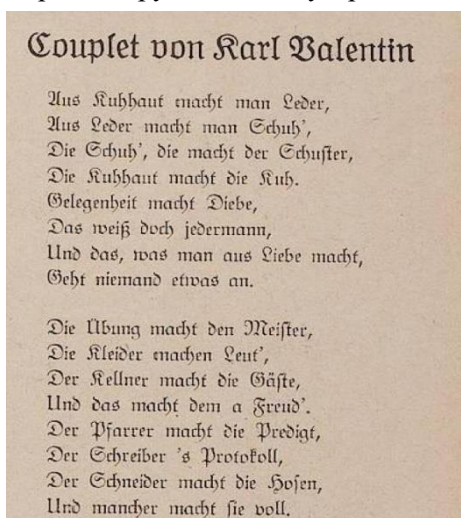 Couplet von Karl Valentin
Aus Kuhhaut macht man Leder,
Aus Leder macht man Schuh',
Die Schuh', die macht der Schuster,
Die Kuhhaut macht die Kuh.
Gelegenheit macht Diebe,
Das weiß doch jedermann,
Und das, was man aus Liebe macht,
Geht niemand etwas an.
Die Übung macht den Meister,
Die Kleider machen Leut',
Der Kellner macht die Gäste,
Und das macht dem a Freud'.
Der Pfarrer macht die Predigt,
Der Schreiber 's Protokoll,
Der Schneider macht die Hosen,
Und mancher macht sie voll.